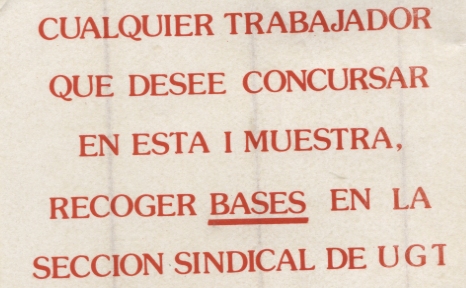 CUALQUIER TRABAJADOR
QUE DESEE CONCURSAR
EN ESTA I MUESTRA,
RECOGER BASES EN LA
SECCION SINDICAL DE UGT